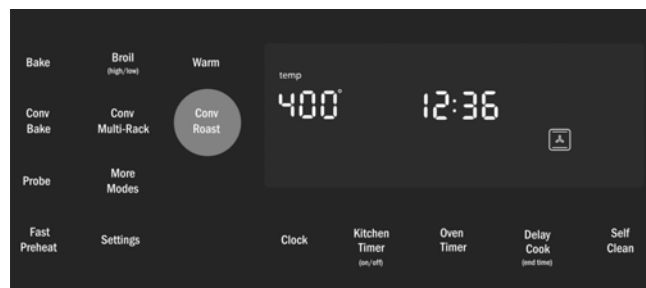 Bake
Broil
(high/low)
Warm
temp
400°
12:36
Conv
Bake
Conv
Multi-Rack
Conv
Roast
Probe
More
Modes
Fast
Preheat
Settings
Clock
Kitchen
Timer
(on/off)
Oven
Timer
Delay
Cook
(end time)
Self
Clean